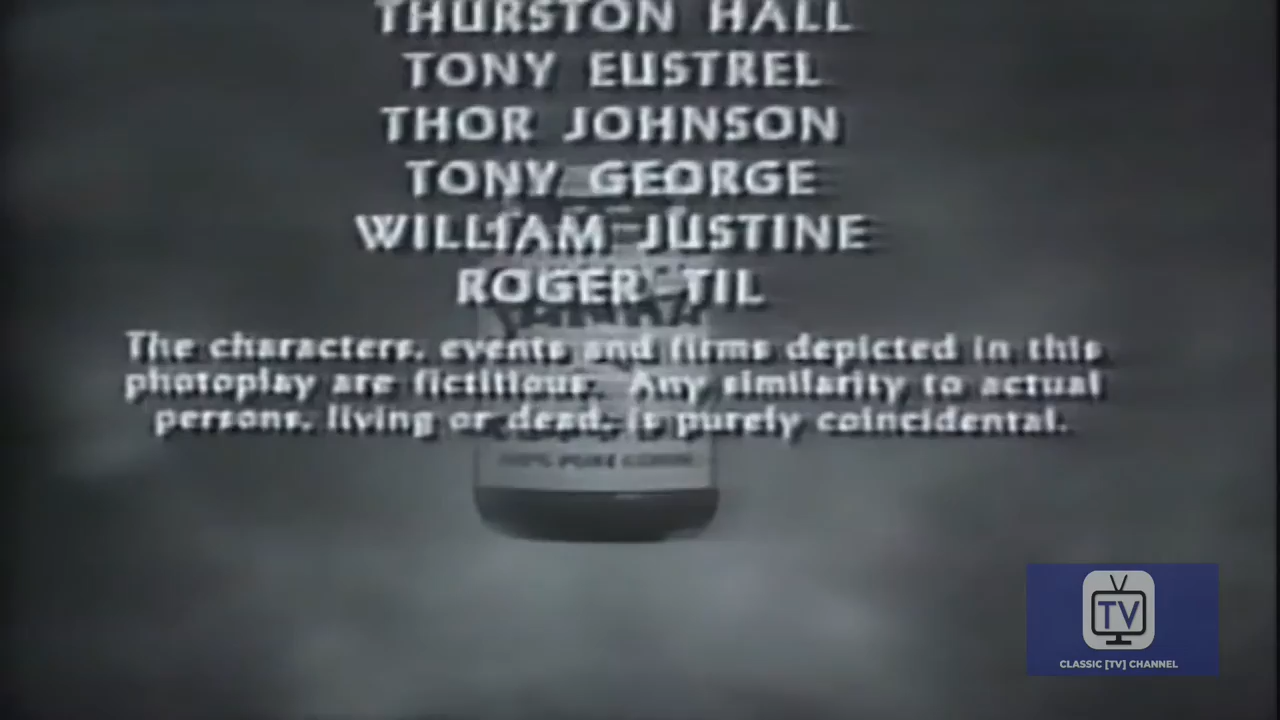 THURSTON HALL
TONY EUSTREL
THOR JOHNSON
TONY GEORGE
WILLIAM JUSTINE
ROGER TIL
The characters, events and firms depicted in this
photoplay are fictitious. Any similarity to actual
persons, living or dead, is purely coincidental.
100% PURE
TV
CLASSIC [TV] CHANNEL